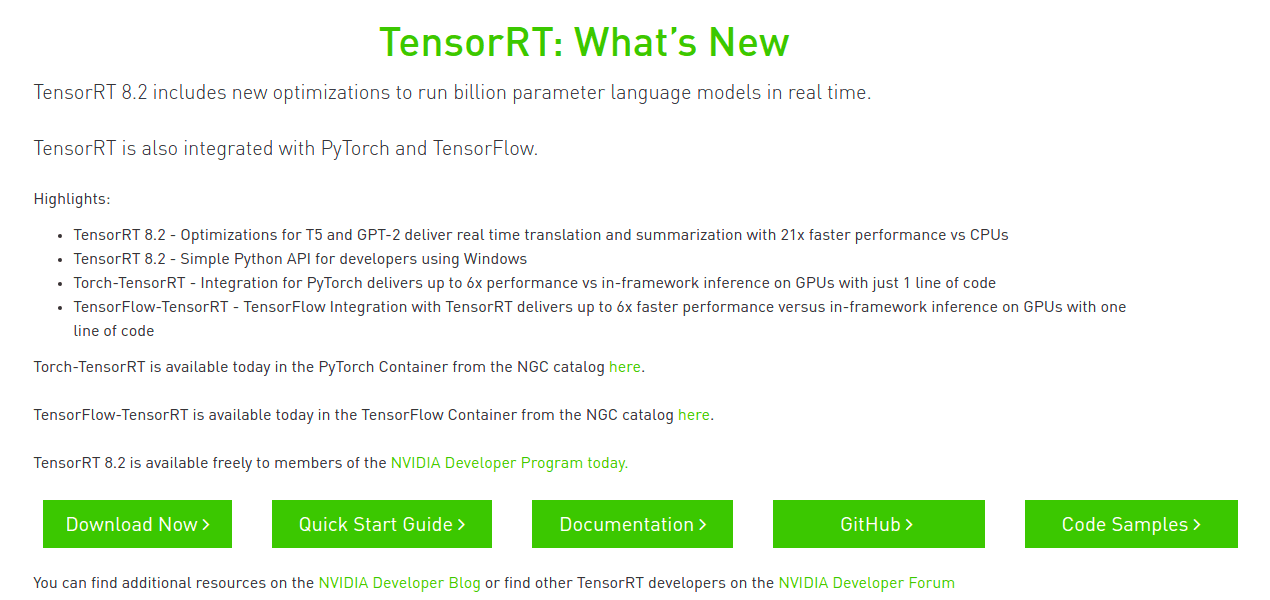 TensorRT: What’s New
TensorRT 8.2 includes new optimizations to run billion parameter language models in real time.
TensorRT is also integrated with PyTorch and TensorFlow.
Highlights:
• TensorRT 8.2 - Optimizations for T5 and GPT-2 deliver real time translation and summarization with 21x faster performance vs CPUs
• TensorRT 8.2 - Simple Python API for developers using Windows
• Torch-TensorRT - Integration for PyTorch delivers up to 6x performance vs in-framework inference on GPUs with just 1 line of code
• TensorFlow-TensorRT - TensorFlow Integration with TensorRT delivers up to 6x faster performance versus in-framework inference on GPUs with one
line of code
Torch-TensorRT is available today in the PyTorch Container from the NGC catalog here.
TensorFlow-TensorRT is available today in the TensorFlow Container from the NGC catalog here.
TensorRT 8.2 is available freely to members of the NVIDIA Developer Program today.
Download Now > Quick Start Guide > Documentation > GitHub > Code Samples >
You can find additional resources on the NVIDIA Developer Blog or find other TensorRT developers on the NVIDIA Developer Forum